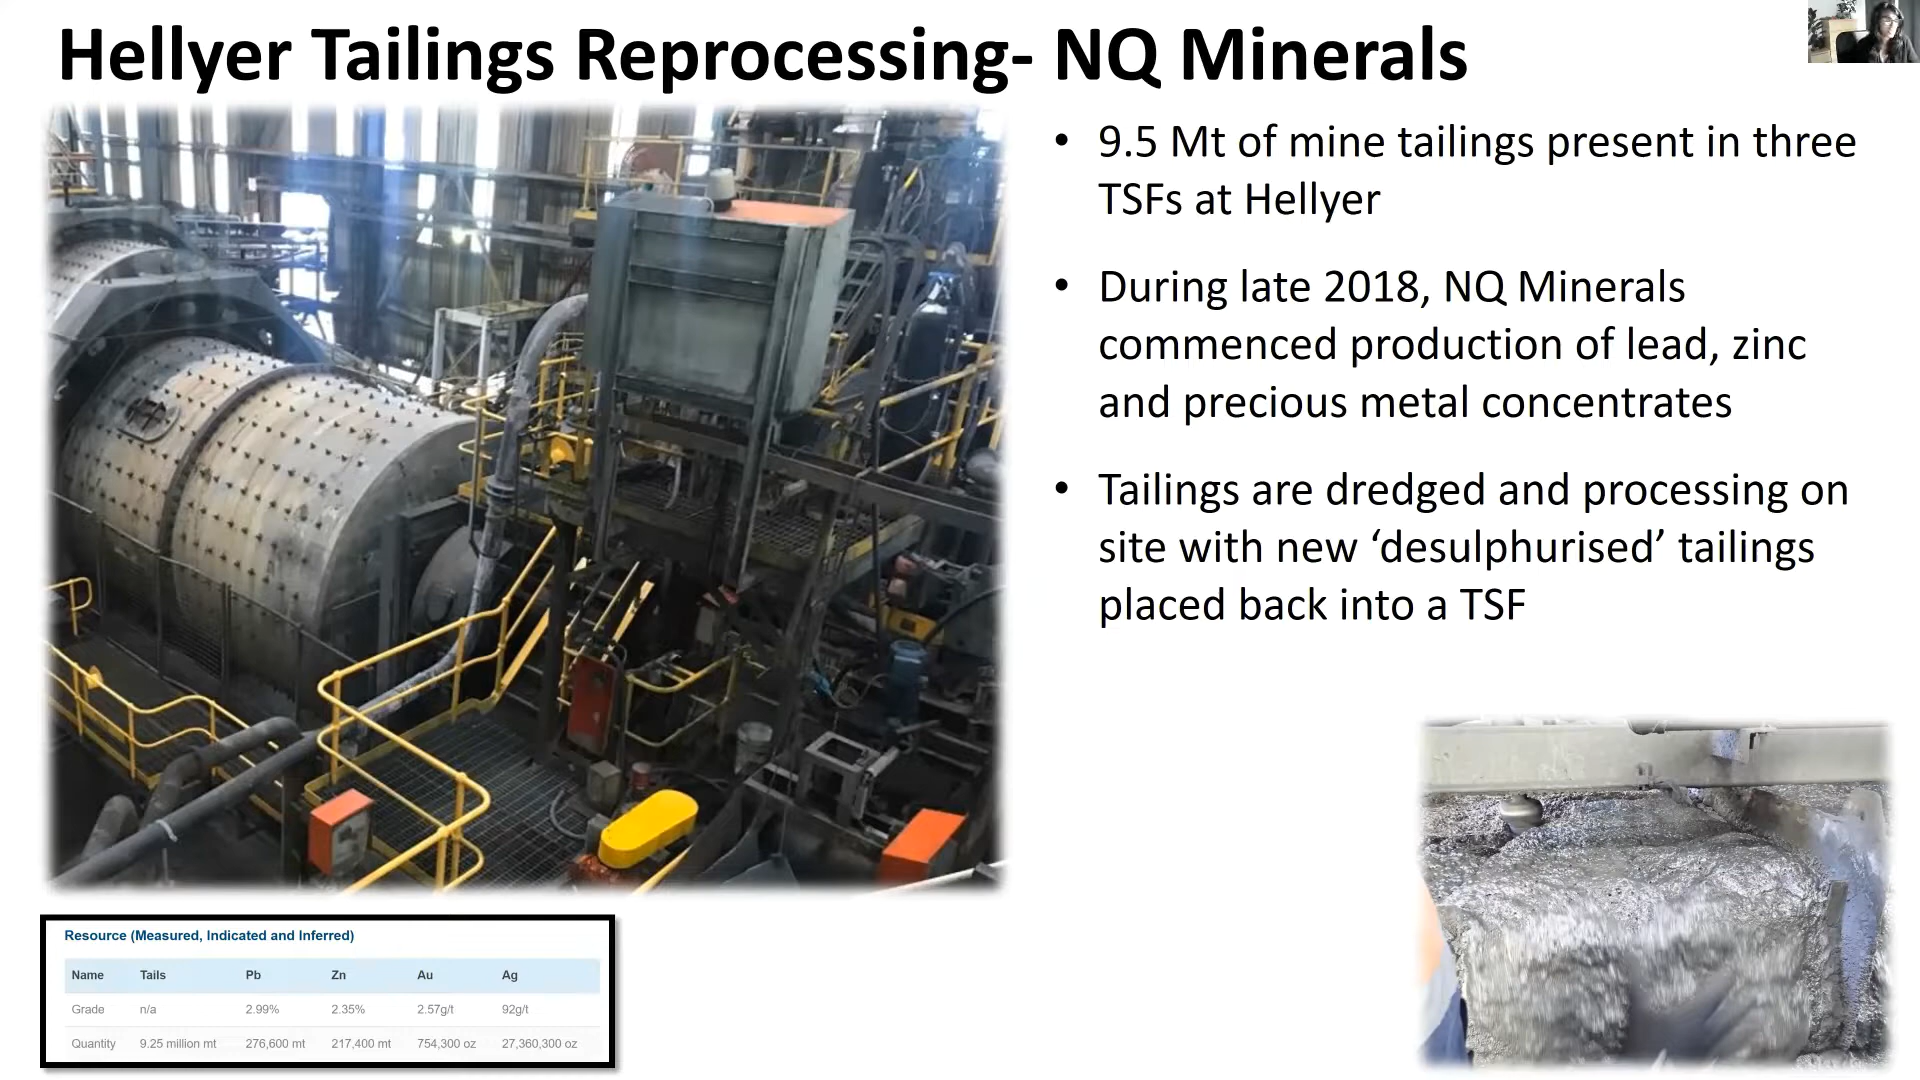 Hellyer Tailings Reprocessing- NQ Minerals
• 9.5 Mt of mine tailings present in three
TSFs at Hellyer
• During late 2018, NQ Minerals
commenced production of lead, zinc
and precious metal concentrates
• Tailings are dredged and processing on
site with new ‘desulphurised’ tailings
placed back into a TSF
Resource (Measured, Indicated and Inferred)
Name Tails Pb Zn Au Ag
Grade n/a 2.99% 2.35% 2.57g/t 92g/t
Quantity 9.25 million mt 276,600 mt 217,400 mt 754,300 oz 27,360,300 oz